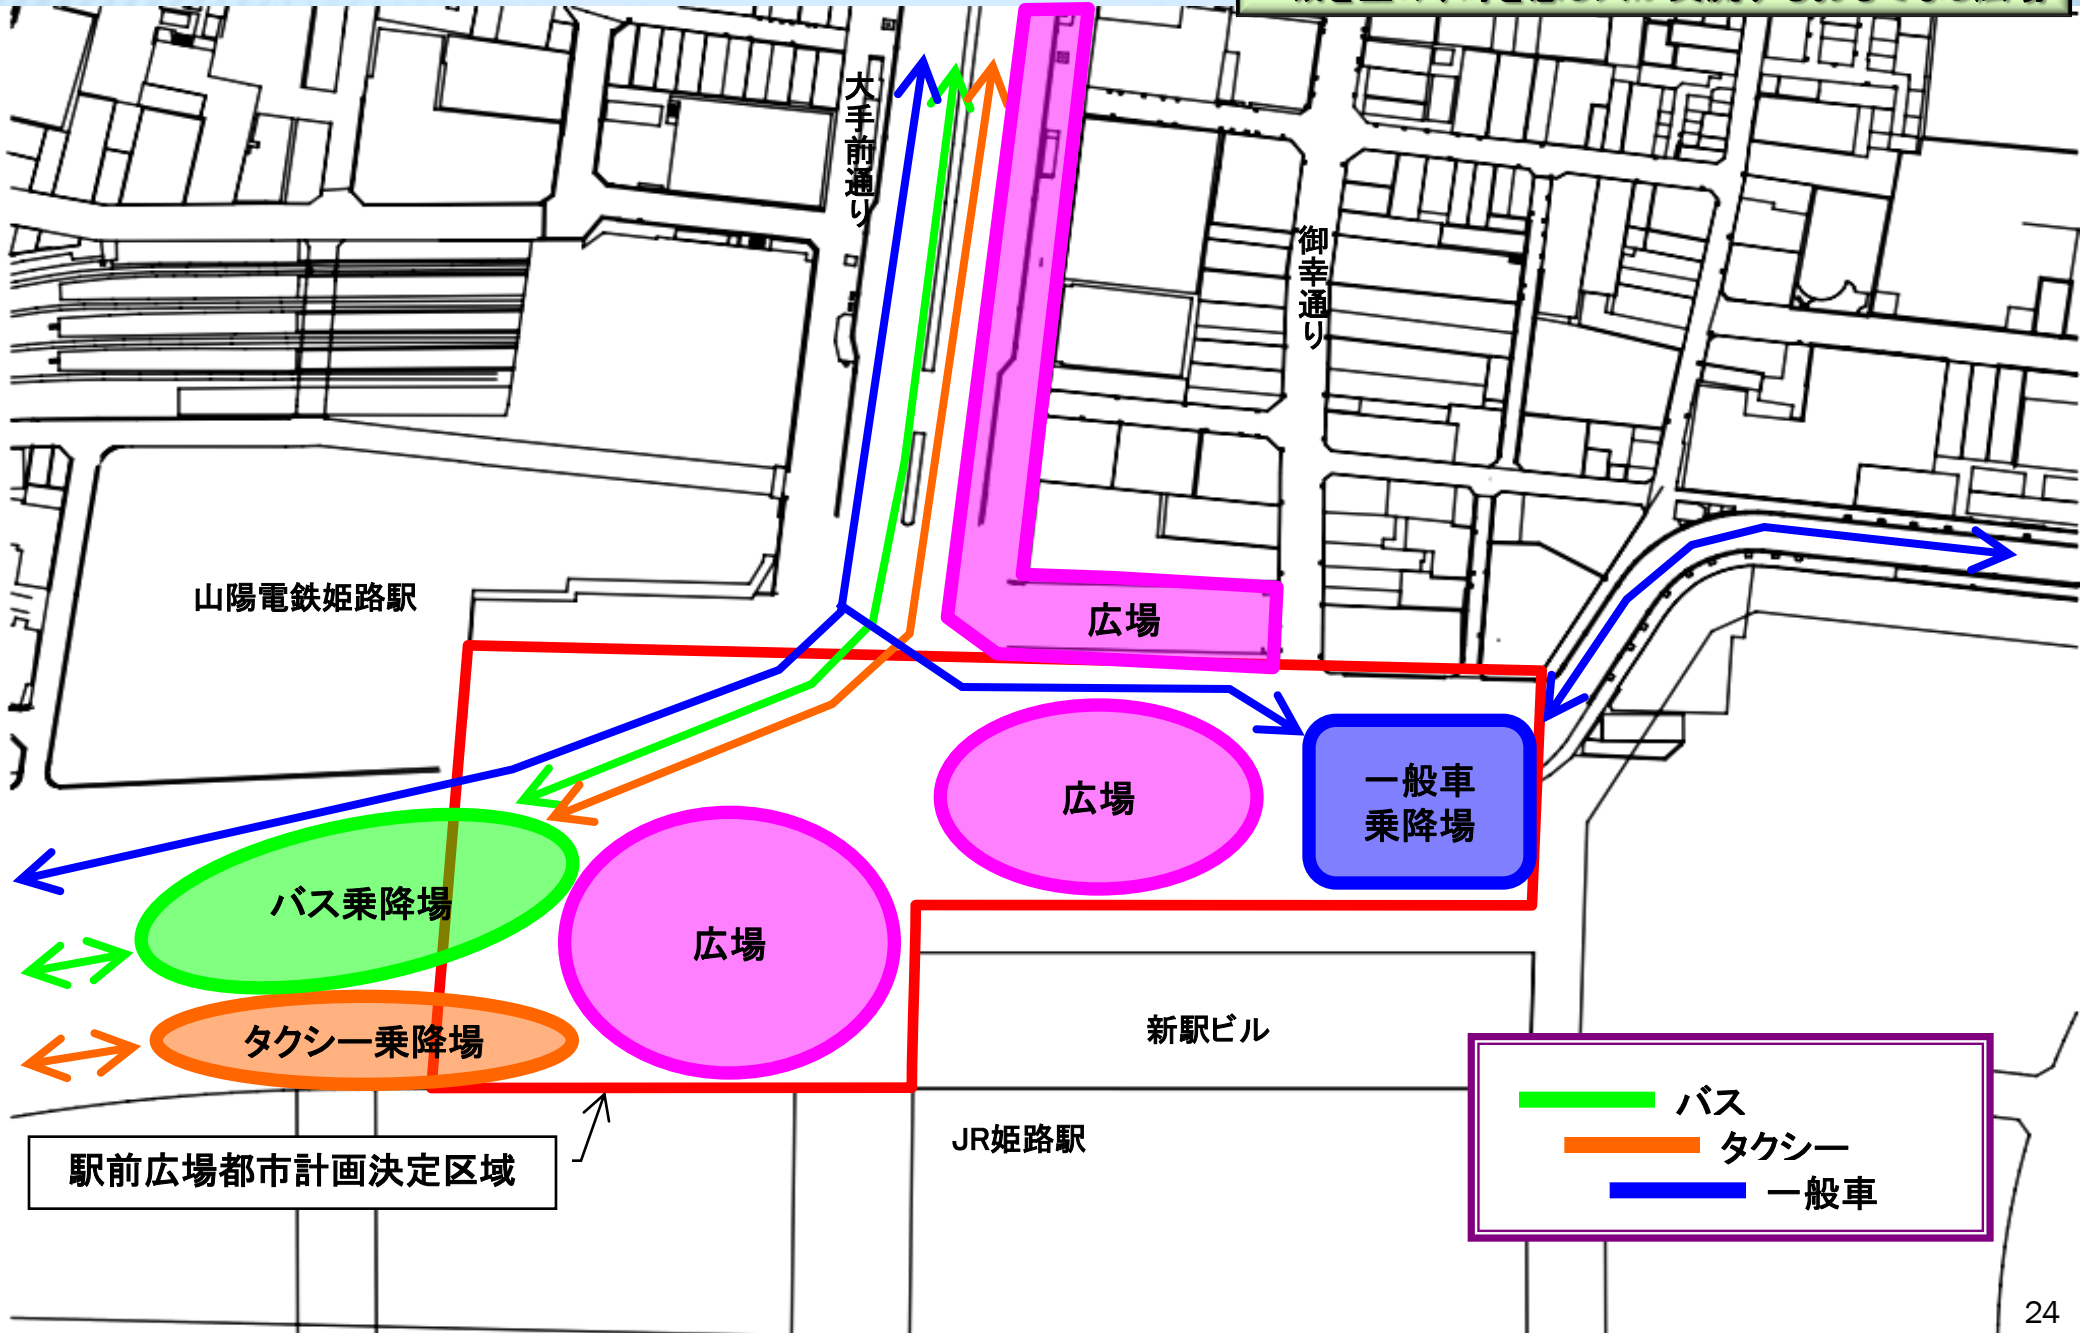 大手前通り
御幸通り
山陽電鉄姫路駅
広場
広場
一般車
乗降場
バス乗降場
広場
タクシー乗降場
新駅ビル
JR姫路駅
駅前広場都市計画決定区域
バス
タクシー
一般車
24